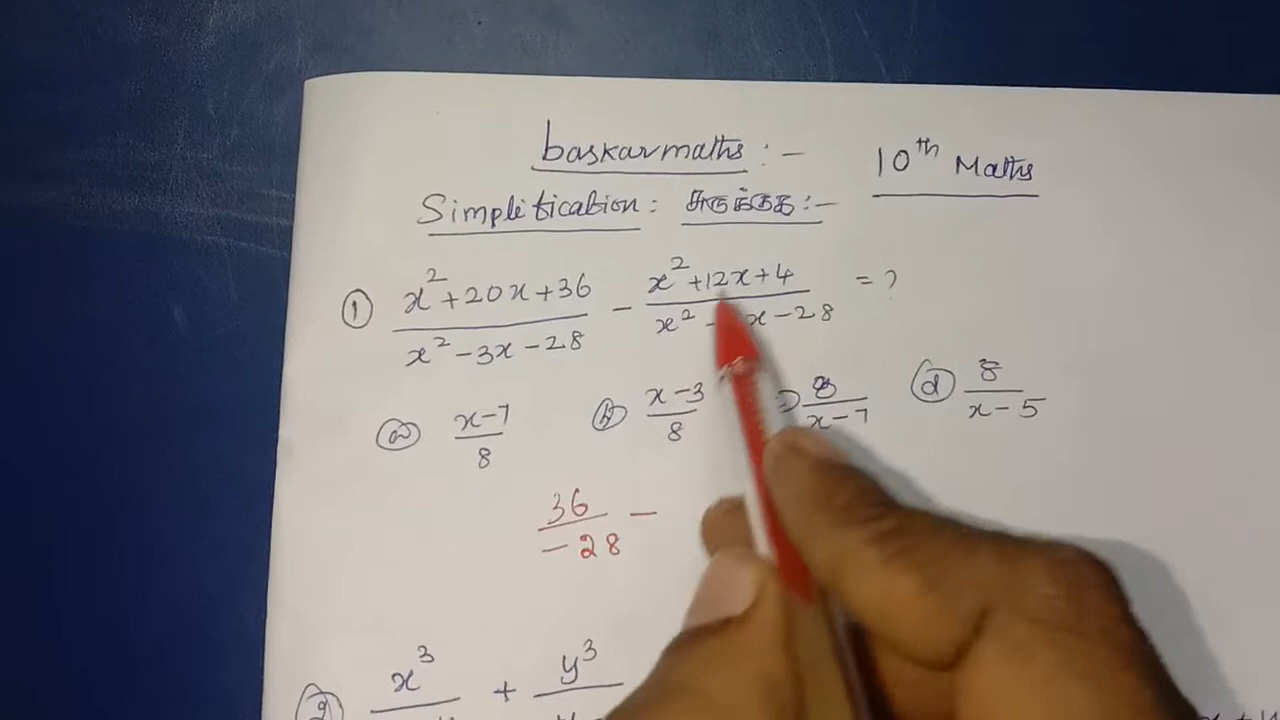 baskarmaths :- 10th Maths
Simplification : சுருக்குக :-
① x²+20x+36 / x²-3x-28 - x²+12x+4 / x² - x-28 = ?
ⓐ x-7 / 8 ⓑ x-3 / 8 8 / x-7 ⓓ 8 / x-5
36 / -28 -
② x³ + y³